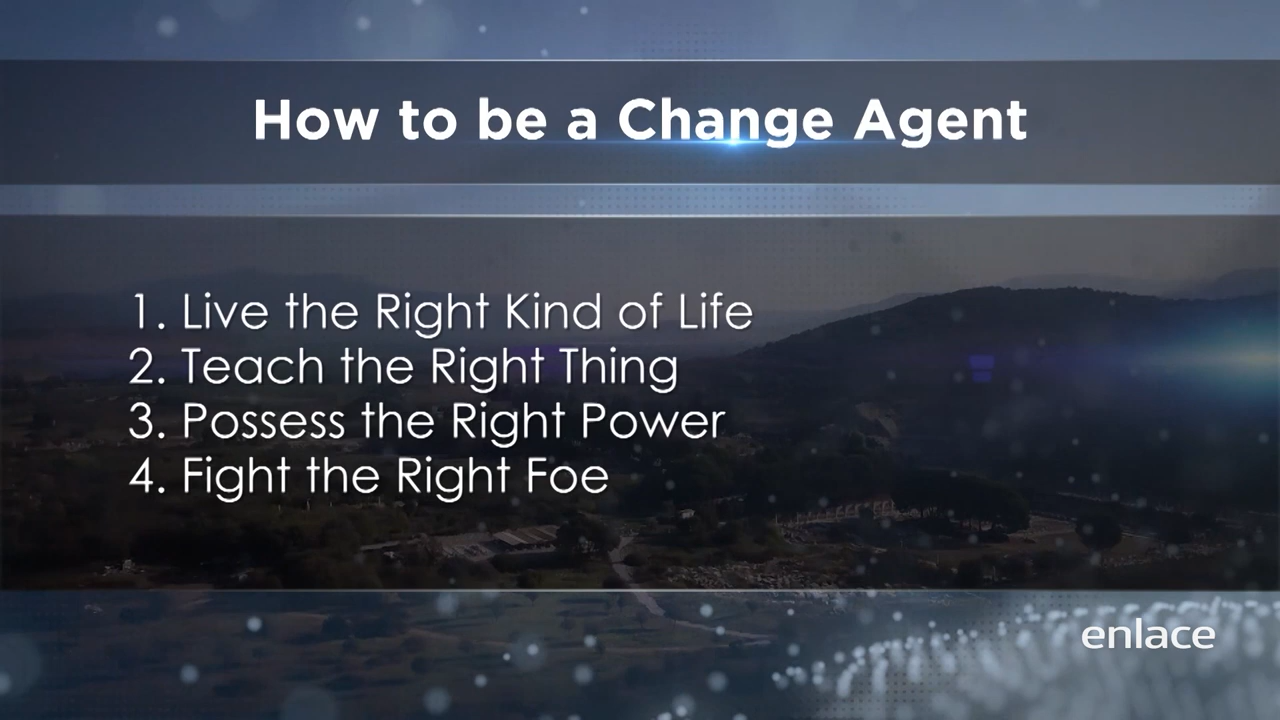 How to be a Change Agent
1. Live the Right Kind of Life
2. Teach the Right Thing
3. Possess the Right Power
4. Fight the Right Foe
enlace